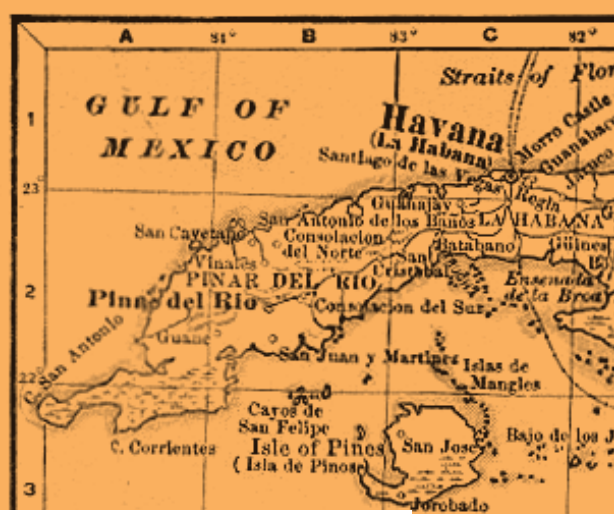 A 81° B 83° C 82°
1
2
3
23°
22°
GULF OF
MEXICO
Straits of Flor
Havana
(La Habana)
Morro Castle
Guanabay
Jaruco
Regla
Santiago de las Vegas
Guanajay
San Antonio de los Baños
LA HABANA
San Cayetano
Consolacion
del Norte
Batabano
Güines
Viñales
San
Cristobal
PINAR DEL RIO
Ensenada
de la Broa
Pinar del Rio
Consolacion del Sur
Guane
C. San Antonio
San Juan y Martinez
Islas de
Mangles
Cayos de
San Felipe
C. Corrientes
Isle of Pines
(Isla de Pinos)
San Jose
Bajo de los J
Jorobado